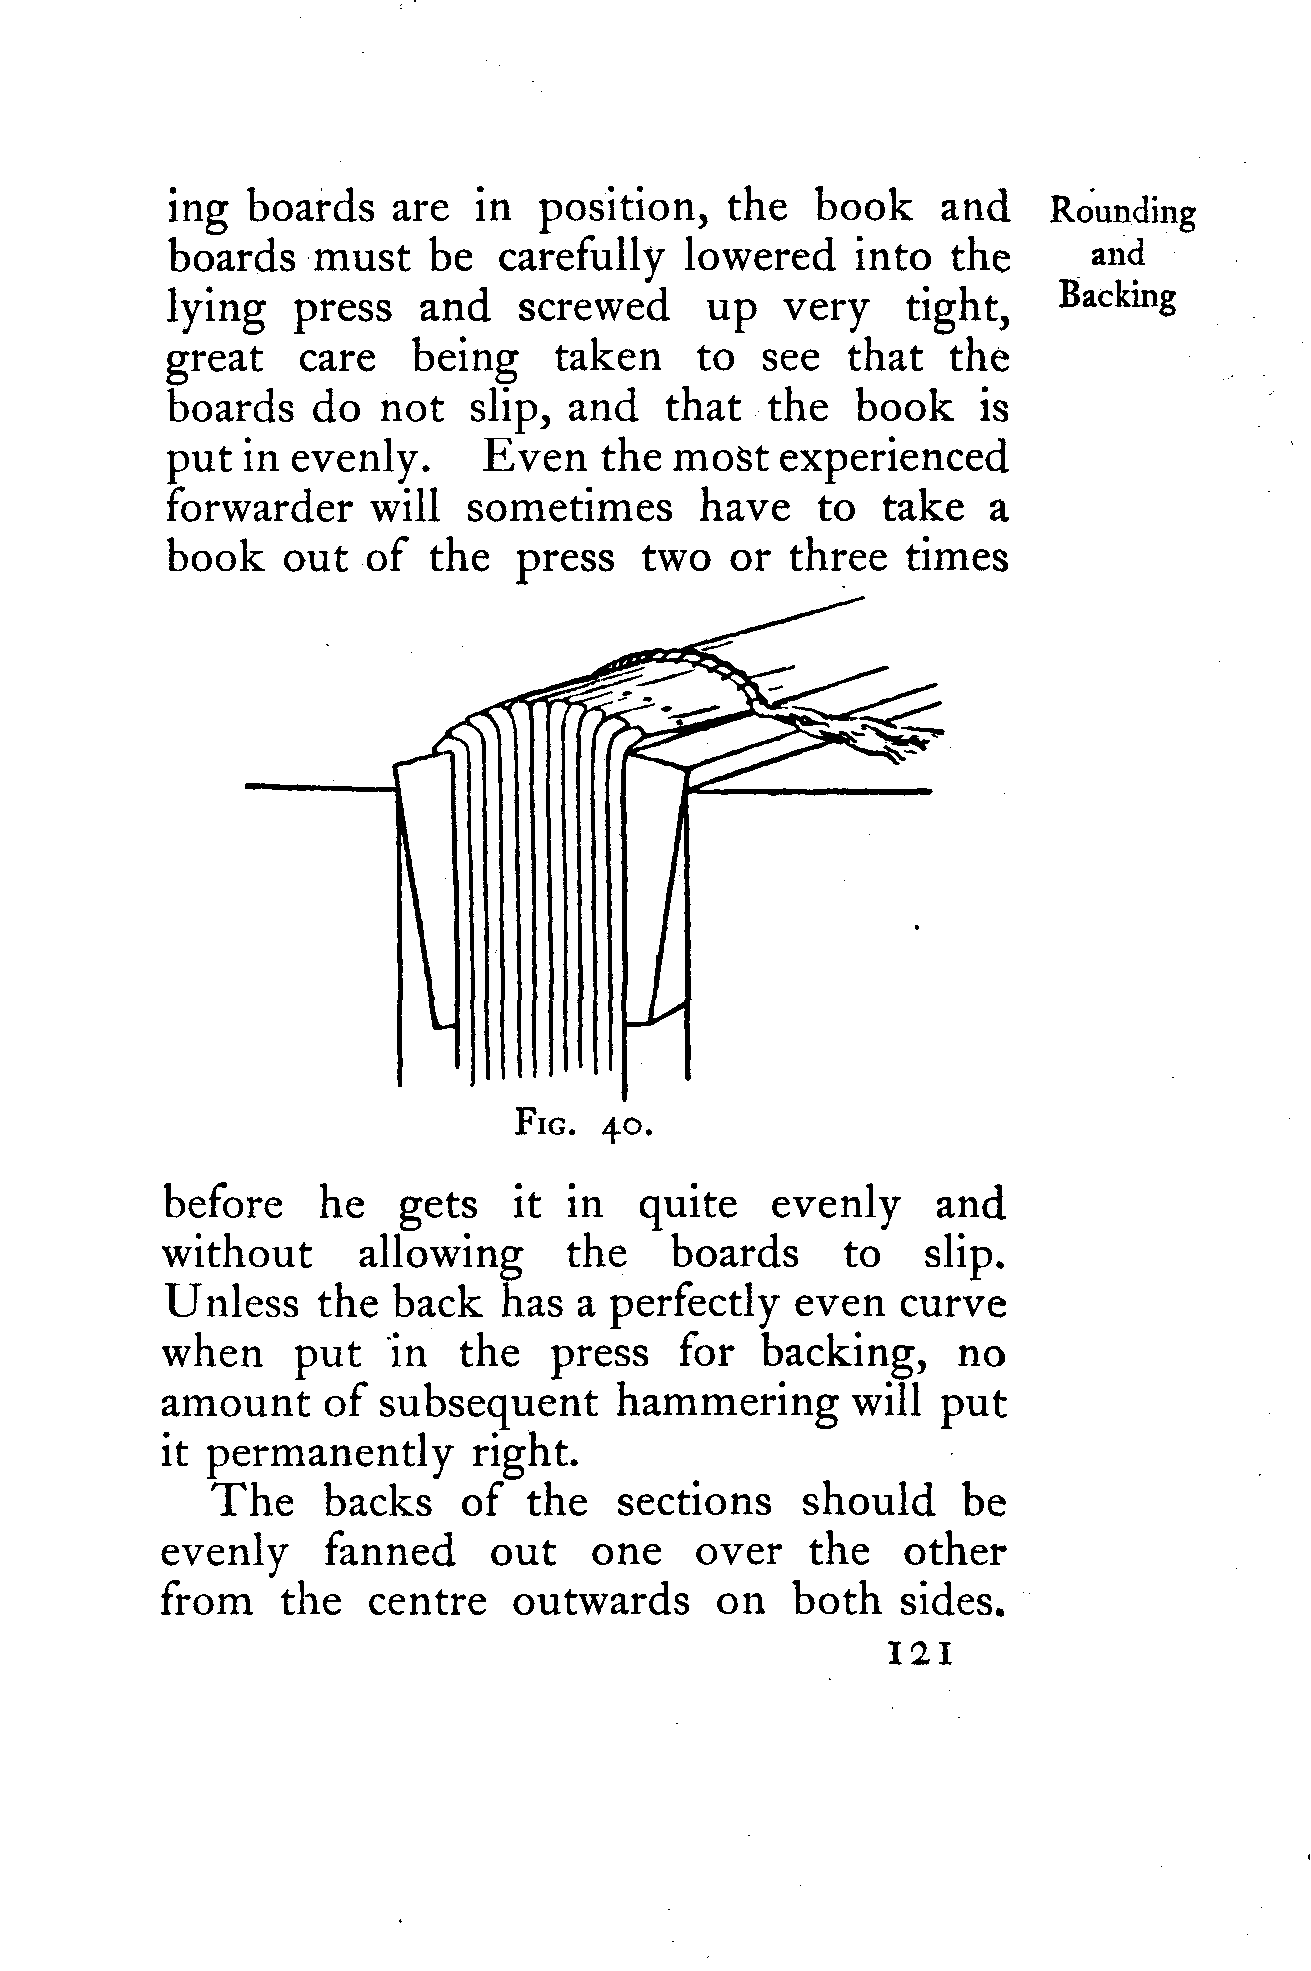 ing boards are in position, the book and
boards must be carefully lowered into the
lying press and screwed up very tight,
great care being taken to see that the
boards do not slip, and that the book is
put in evenly. Even the most experienced
forwarder will sometimes have to take a
book out of the press two or three times
Rounding
and
Backing
FIG. 40.
before he gets it in quite evenly and
without allowing the boards to slip.
Unless the back has a perfectly even curve
when put in the press for backing, no
amount of subsequent hammering will put
it permanently right.
The backs of the sections should be
evenly fanned out one over the other
from the centre outwards on both sides.
121